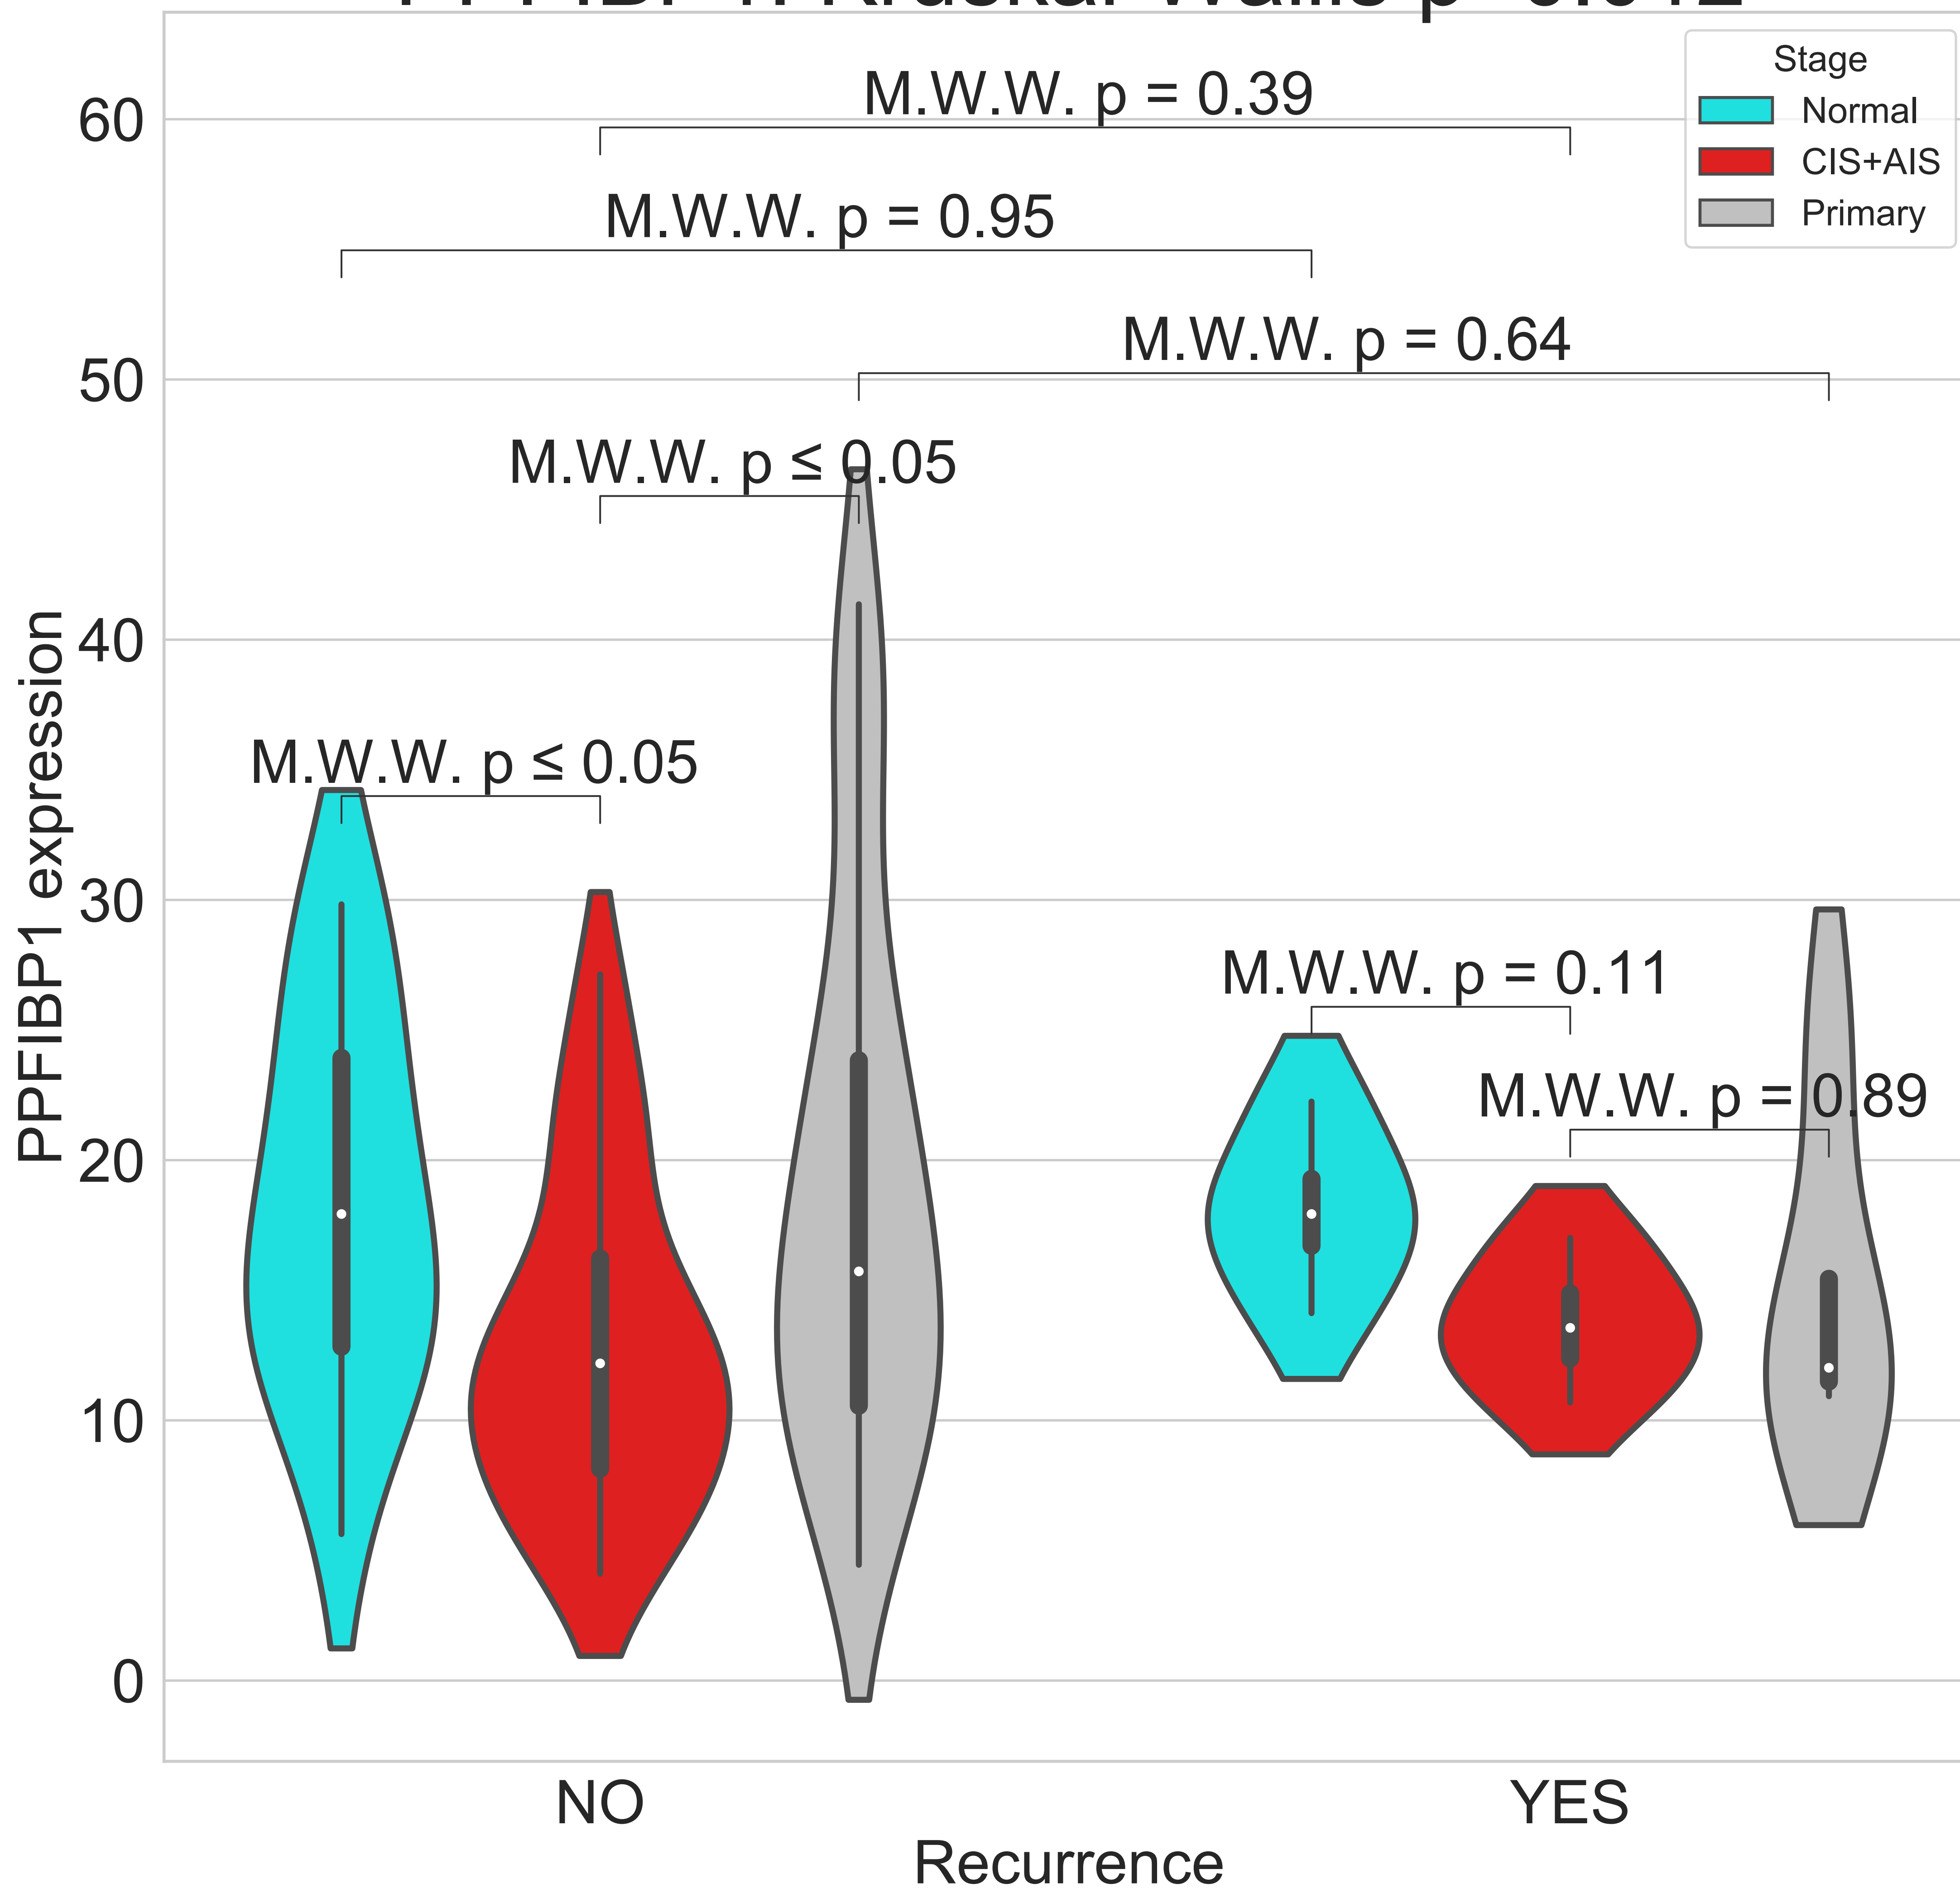 Stage
Normal
CIS+AIS
Primary
M.W.W. p = 0.39
M.W.W. p = 0.95
M.W.W. p = 0.64
M.W.W. p ≤ 0.05
M.W.W. p ≤ 0.05
M.W.W. p = 0.11
M.W.W. p = 0.89
60
50
40
30
20
10
0
PPFIBP1 expression
NO
YES
Recurrence